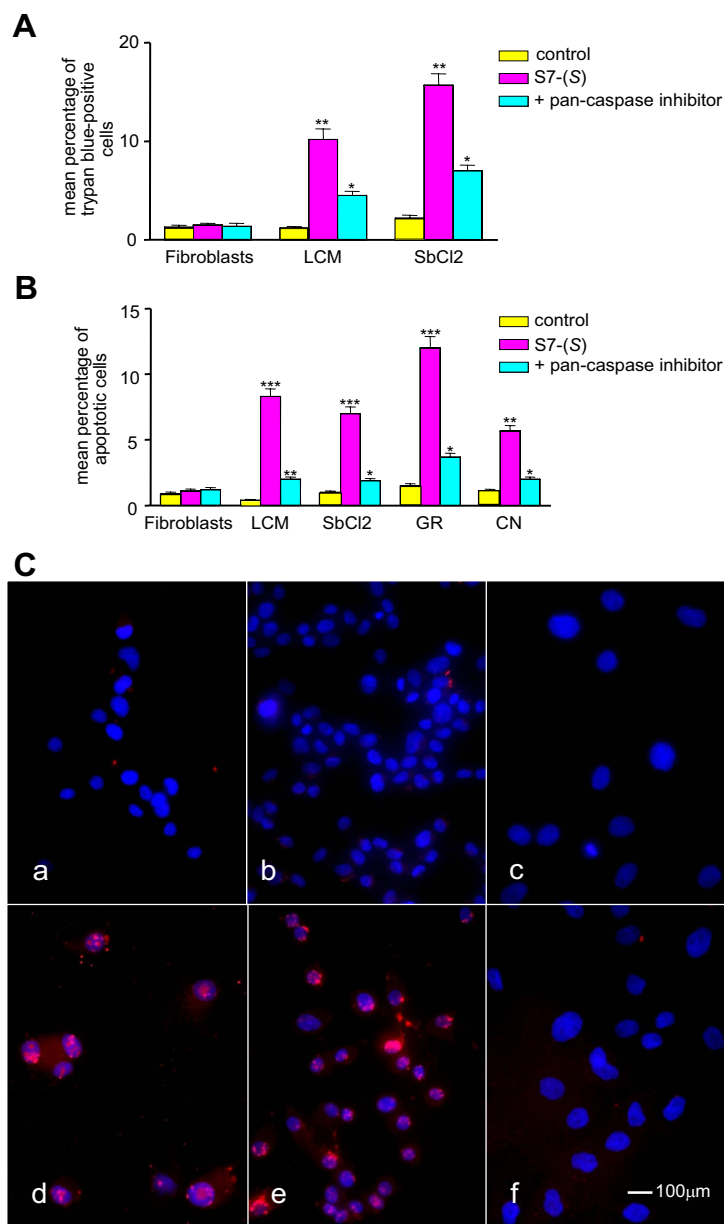 A
mean percentage of
trypan blue-positive
cells
20
10
0
control
S7-(S)
+ pan-caspase inhibitor
**
*
**
*
Fibroblasts LCM SbCl2
B
mean percentage of
apoptotic cells
15
10
5
0
control
S7-(S)
+ pan-caspase inhibitor
***
**
***
*
***
*
**
*
Fibroblasts LCM SbCl2 GR CN
C
a b c
d e f
100µm